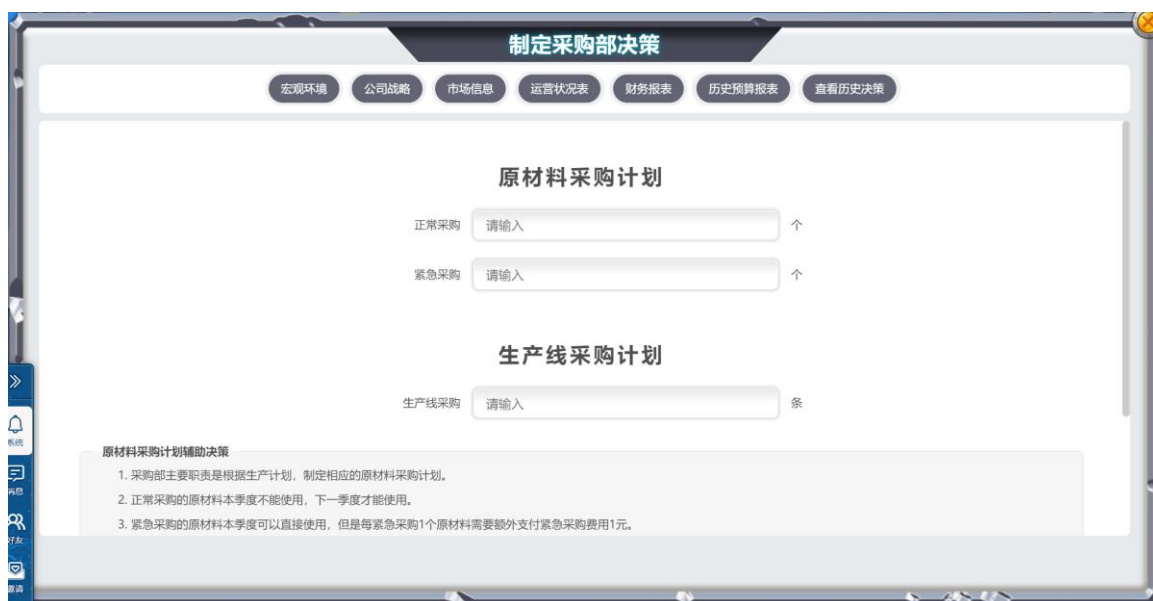 制定采购部决策
宏观环境 公司战略 市场信息 运营状况表 财务报表 历史预算报表 查看历史决策
原材料采购计划
正常采购 请输入 个
紧急采购 请输入 个
生产线采购计划
生产线采购 请输入 条
原材料采购计划辅助决策
1. 采购部主要职责是根据生产计划，制定相应的原材料采购计划。
2. 正常采购的原材料本季度不能使用，下一季度才能使用。
3. 紧急采购的原材料本季度可以直接使用，但是每紧急采购1个原材料需要额外支付紧急采购费用1元。
系统
消息
好友
邀请